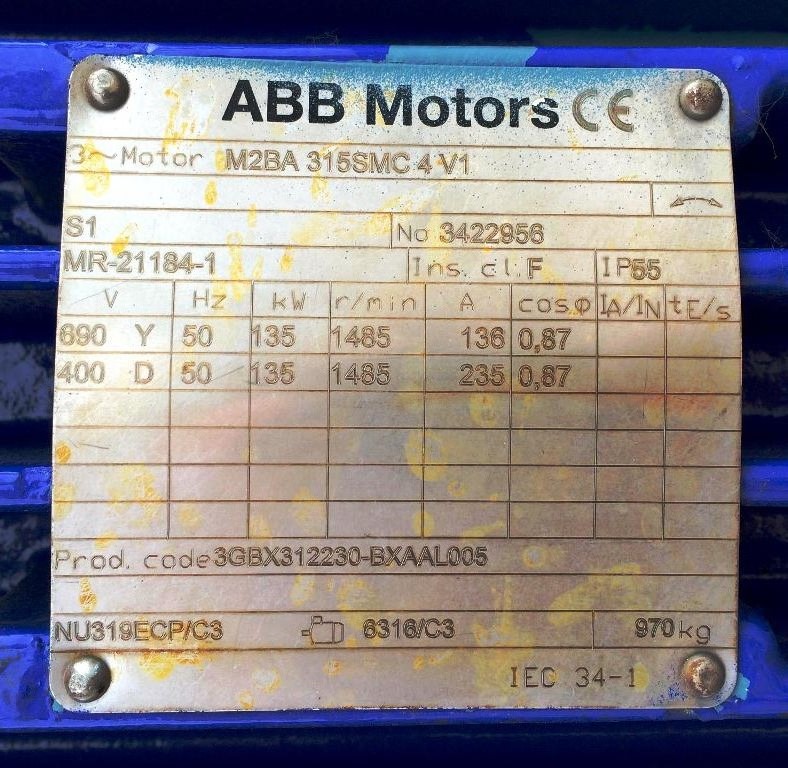 ABB Motors CE
3~Motor M2BA 315SMC 4 V1
S1 No 3422956
MR-21184-1 Ins. cl. F IP55
V Hz kW r/min A cosφ IA/IN tE/s
690 Y 50 135 1485 136 0,87
400 D 50 135 1485 235 0,87
Prod. code 3GBX312230-BXAAL005
NU319ECP/C3 6316/C3 970 kg
IEC 34-1